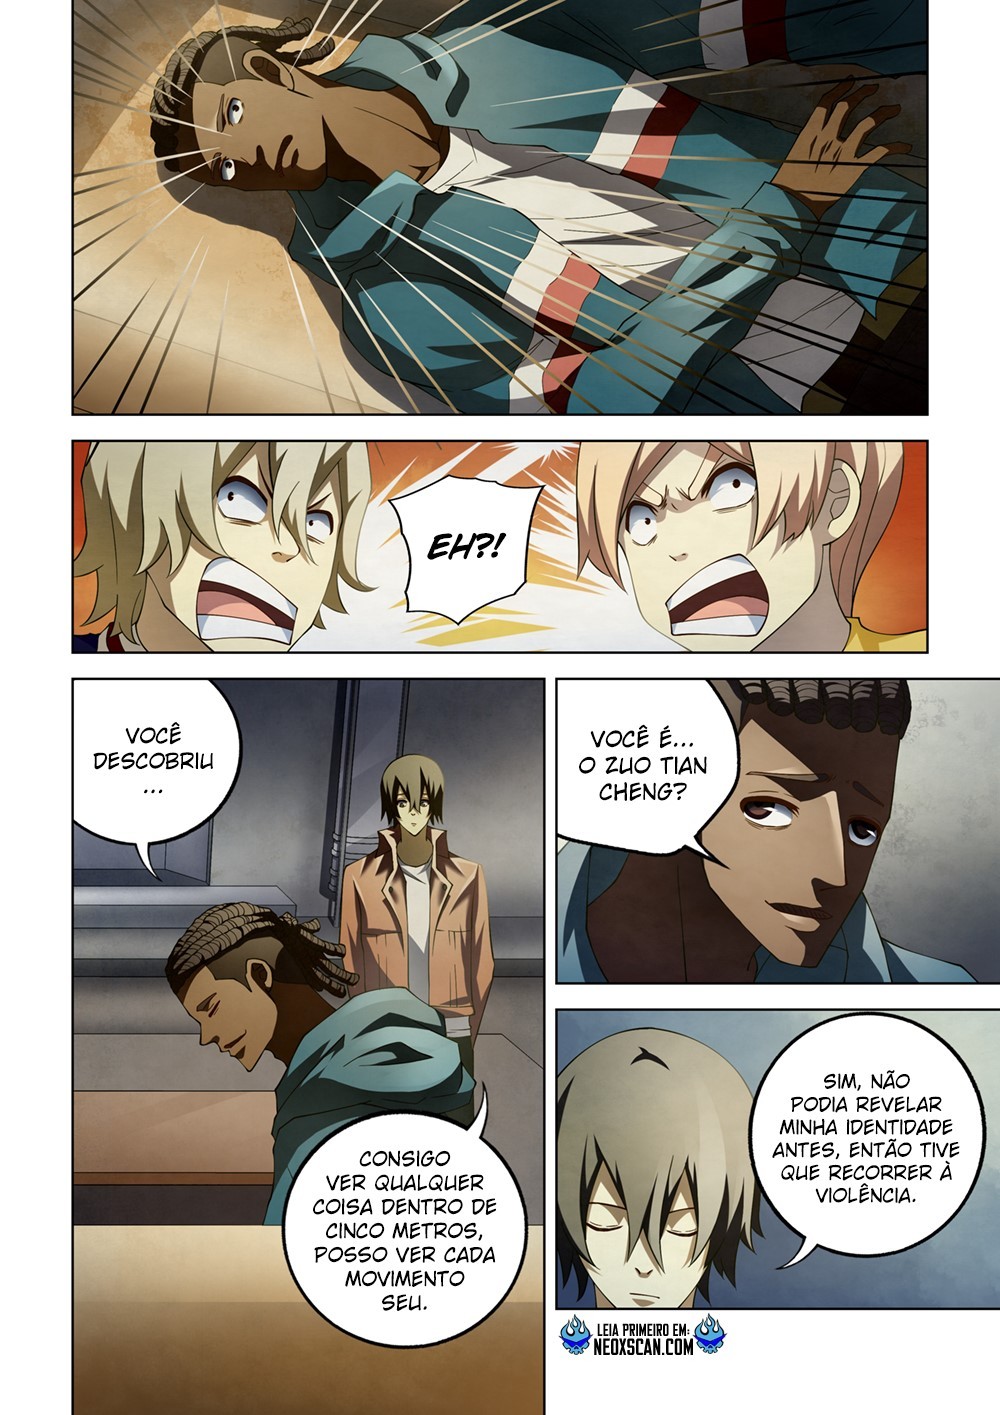 EH?!
VOCÊ
DESCOBRIU
...
VOCÊ É...
O ZUO TIAN
CHENG?
CONSIGO
VER QUALQUER
COISA DENTRO DE
CINCO METROS,
POSSO VER CADA
MOVIMENTO
SEU.
SIM, NÃO
PODIA REVELAR
MINHA IDENTIDADE
ANTES, ENTÃO TIVE
QUE RECORRER À
VIOLÊNCIA.
LEIA PRIMEIRO EM:
NEOXSCAN.COM